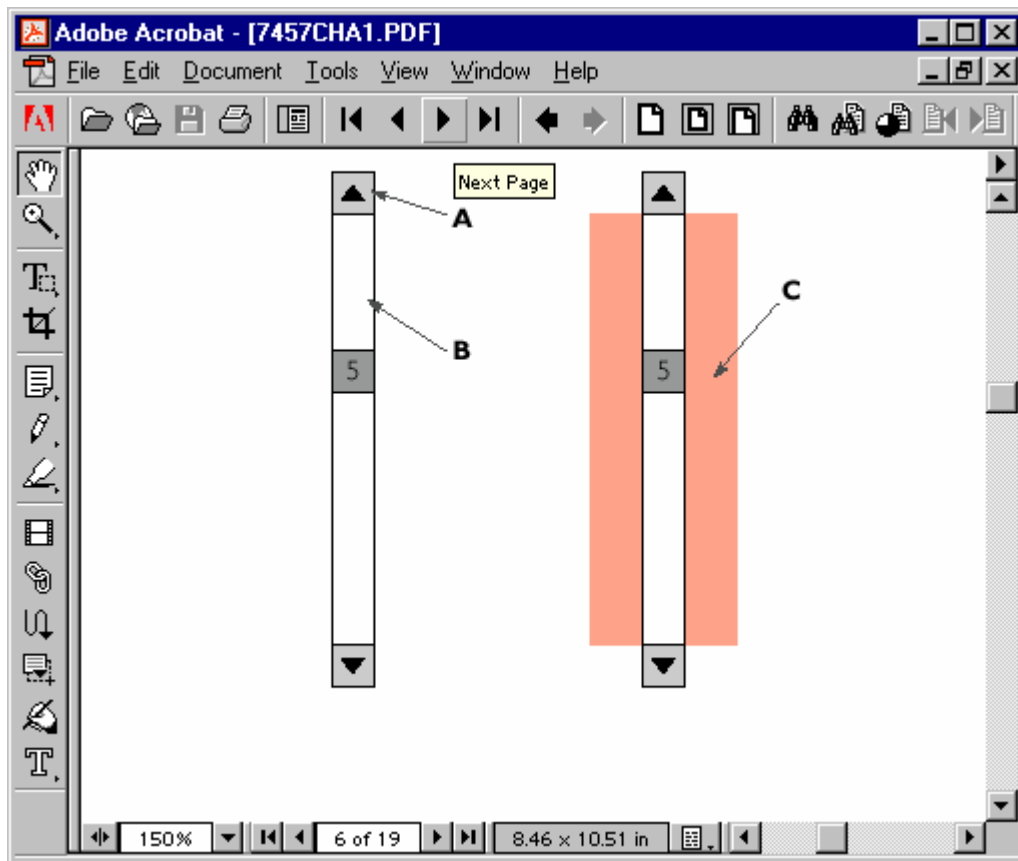 Adobe Acrobat - [7457CHA1.PDF]
File Edit Document Tools View Window Help
Next Page
A
C
B
5 5
150% 6 of 19 8.46 x 10.51 in